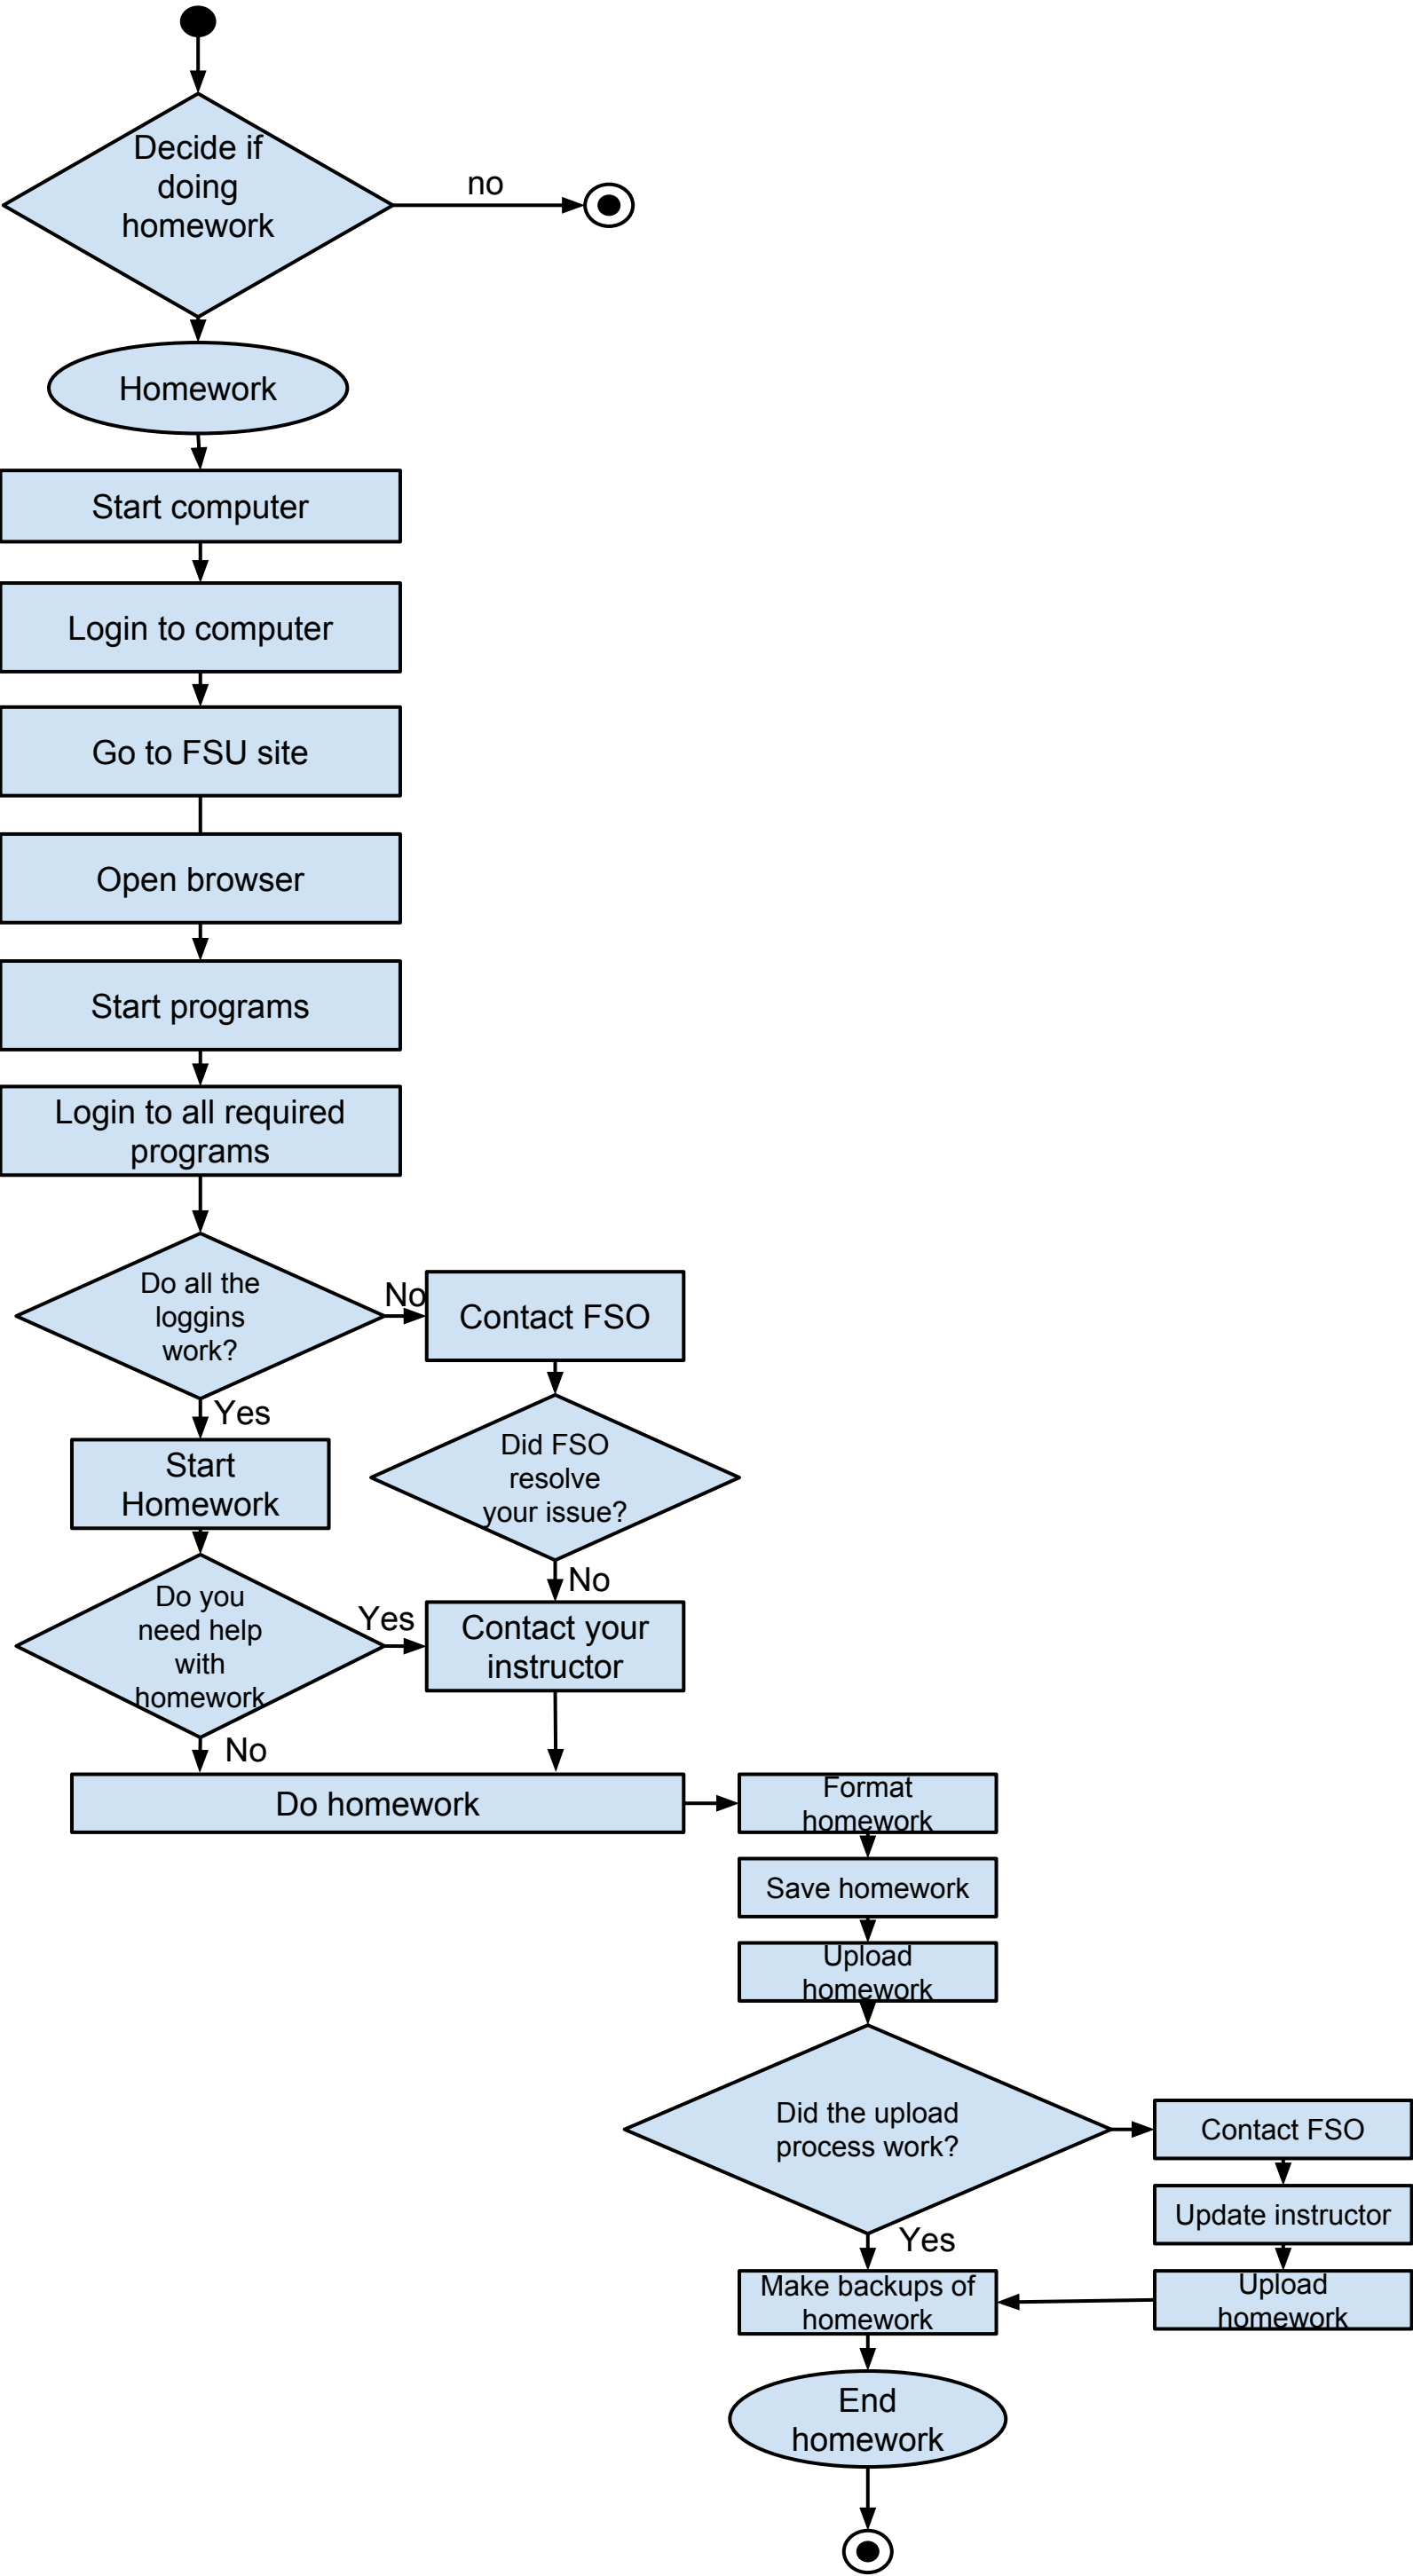 Decide if
doing
homework
no
Homework
Start computer
Login to computer
Go to FSU site
Open browser
Start programs
Login to all required
programs
Do all the
loggins
work?
No
Contact FSO
Yes
Start
Homework
Did FSO
resolve
your issue?
No
Do you
need help
with
homework
Yes
Contact your
instructor
No
Do homework
Format
homework
Save homework
Upload
homework
Did the upload
process work?
Contact FSO
Update instructor
Upload
homework
Yes
Make backups of
homework
End
homework